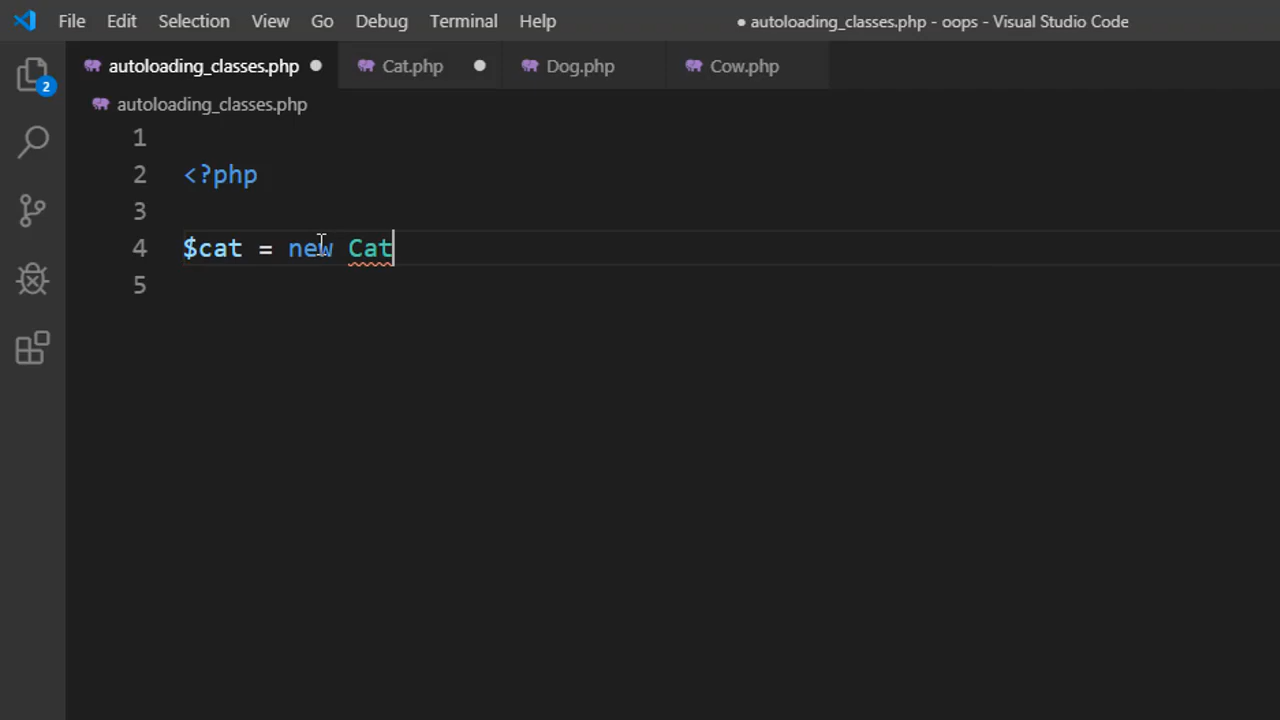 File Edit Selection View Go Debug Terminal Help ● autoloading_classes.php - oops - Visual Studio Code
autoloading_classes.php ● Cat.php ● Dog.php Cow.php
2
autoloading_classes.php
1
2 <?php
3
4 $cat = new Cat
5